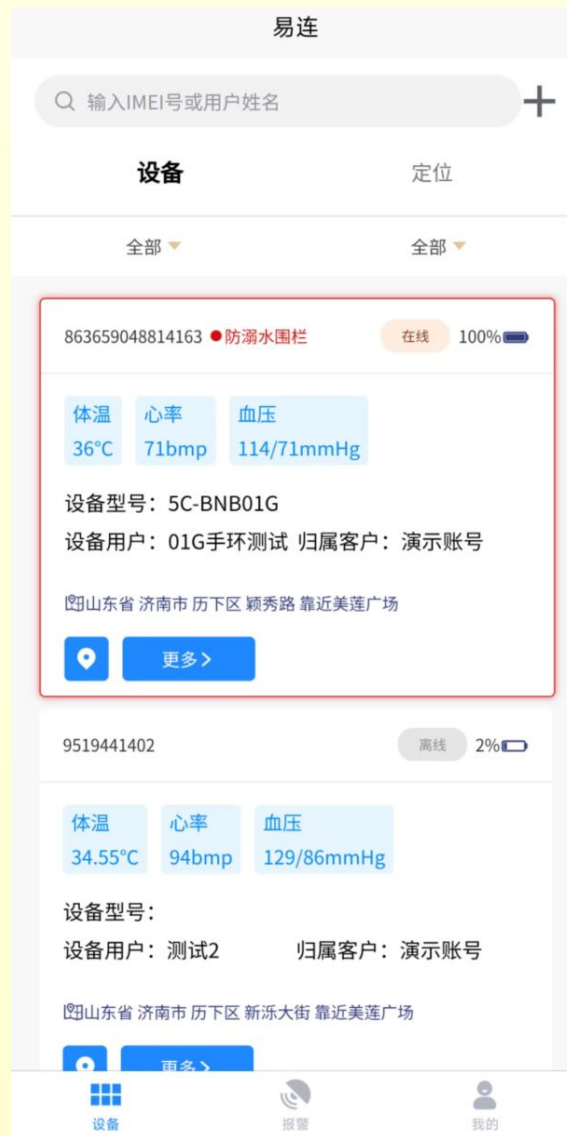 易连
输入IMEI号或用户姓名
设备 定位
全部 全部
863659048814163 防溺水围栏 在线 100%
体温 心率 血压
36°C 71bmp 114/71mmHg
设备型号：5C-BNB01G
设备用户：01G手环测试 归属客户：演示账号
山东省 济南市 历下区 颖秀路 靠近美莲广场
更多
9519441402 离线 2%
体温 心率 血压
34.55°C 94bmp 129/86mmHg
设备型号：
设备用户：测试2 归属客户：演示账号
山东省 济南市 历下区 新泺大街 靠近美莲广场
更多
设备 报警 我的